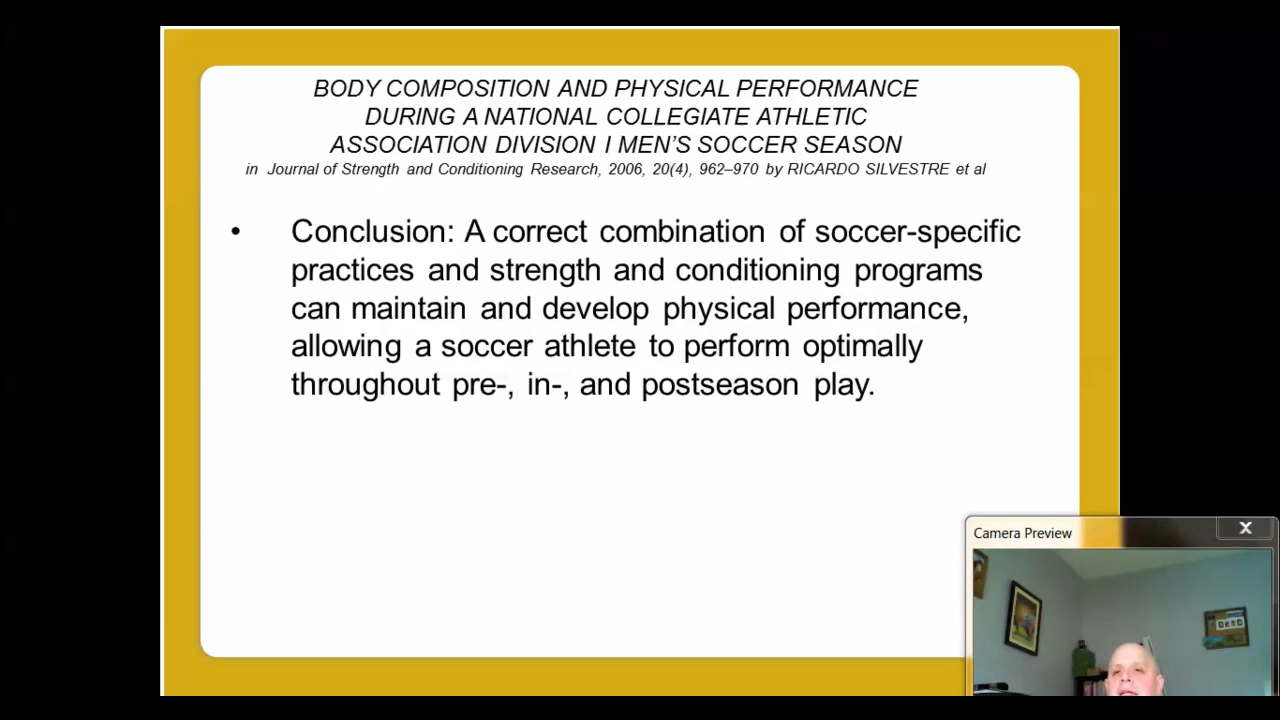 BODY COMPOSITION AND PHYSICAL PERFORMANCE
DURING A NATIONAL COLLEGIATE ATHLETIC
ASSOCIATION DIVISION I MEN’S SOCCER SEASON
in Journal of Strength and Conditioning Research, 2006, 20(4), 962–970 by RICARDO SILVESTRE et al
• Conclusion: A correct combination of soccer-specific
practices and strength and conditioning programs
can maintain and develop physical performance,
allowing a soccer athlete to perform optimally
throughout pre-, in-, and postseason play.
Camera Preview
X